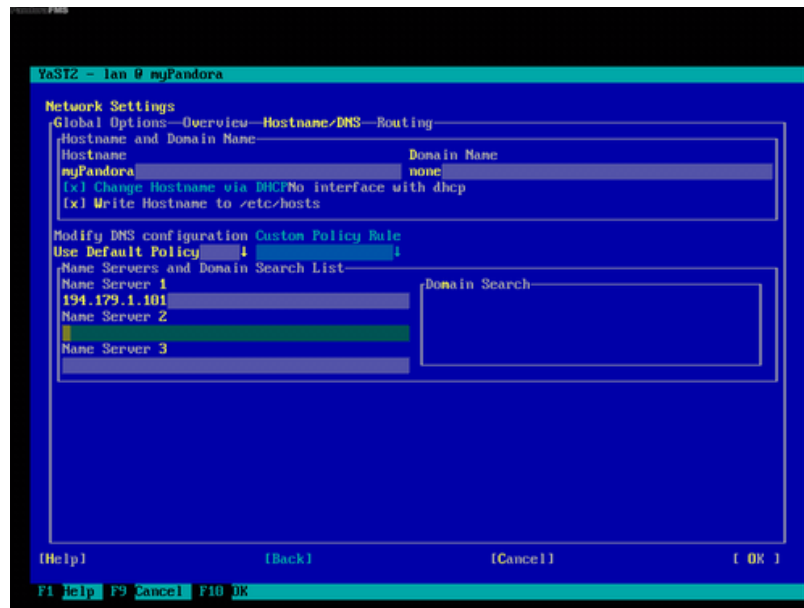 YaST2 - lan @ myPandora
Network Settings
Global Options—Overview—Hostname/DNS—Routing
Hostname and Domain Name
Hostname Domain Name
myPandora none
[x] Change Hostname via DHCPNo interface with dhcp
[x] Write Hostname to /etc/hosts
Modify DNS configuration Custom Policy Rule
Use Default Policy↓ ↓
Name Servers and Domain Search List
Name Server 1 Domain Search
194.179.1.101
Name Server 2
Name Server 3
[Help] [Back] [Cancel] [ OK ]
F1 Help F9 Cancel F10 OK